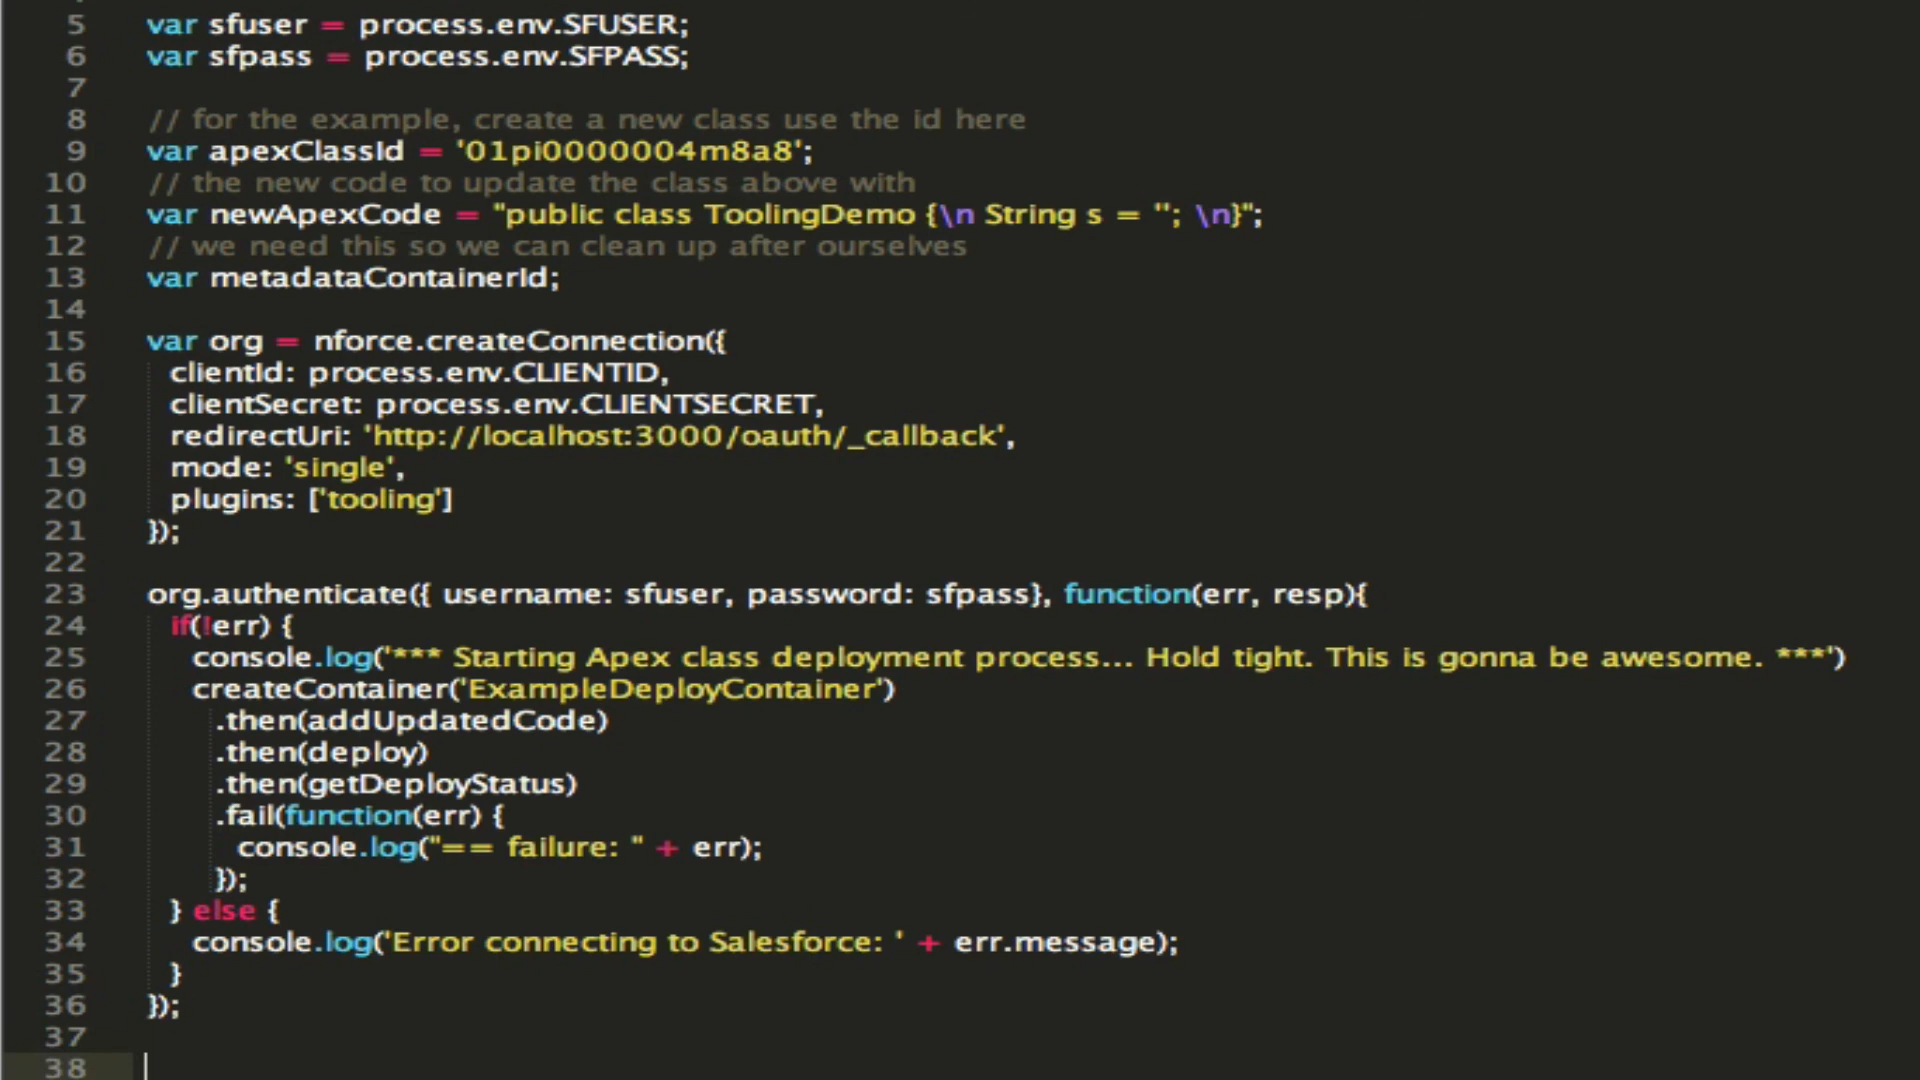 5 var sfuser = process.env.SFUSER;
6 var sfpass = process.env.SFPASS;
7
8 // for the example, create a new class use the id here
9 var apexClassId = '01pi0000004m8a8';
10 // the new code to update the class above with
11 var newApexCode = "public class ToolingDemo {\n String s = ''; \n}";
12 // we need this so we can clean up after ourselves
13 var metadataContainerId;
14
15 var org = nforce.createConnection({
16 clientId: process.env.CLIENTID,
17 clientSecret: process.env.CLIENTSECRET,
18 redirectUri: 'http://localhost:3000/oauth/_callback',
19 mode: 'single',
20 plugins: ['tooling']
21 });
22
23 org.authenticate({ username: sfuser, password: sfpass}, function(err, resp){
24 if(!err) {
25 console.log('*** Starting Apex class deployment process... Hold tight. This is gonna be awesome. ***')
26 createContainer('ExampleDeployContainer')
27 .then(addUpdatedCode)
28 .then(deploy)
29 .then(getDeployStatus)
30 .fail(function(err) {
31 console.log("== failure: " + err);
32 });
33 } else {
34 console.log('Error connecting to Salesforce: ' + err.message);
35 }
36 });
37
38